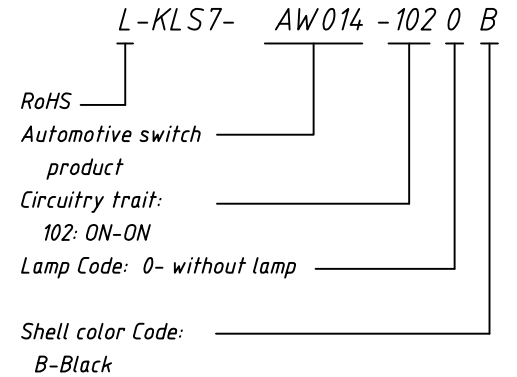 L-KLS7- AW014 -102 0 B
RoHS
Automotive switch
product
Circuitry trait:
102: ON-ON
Lamp Code: 0- without lamp
Shell color Code:
B-Black